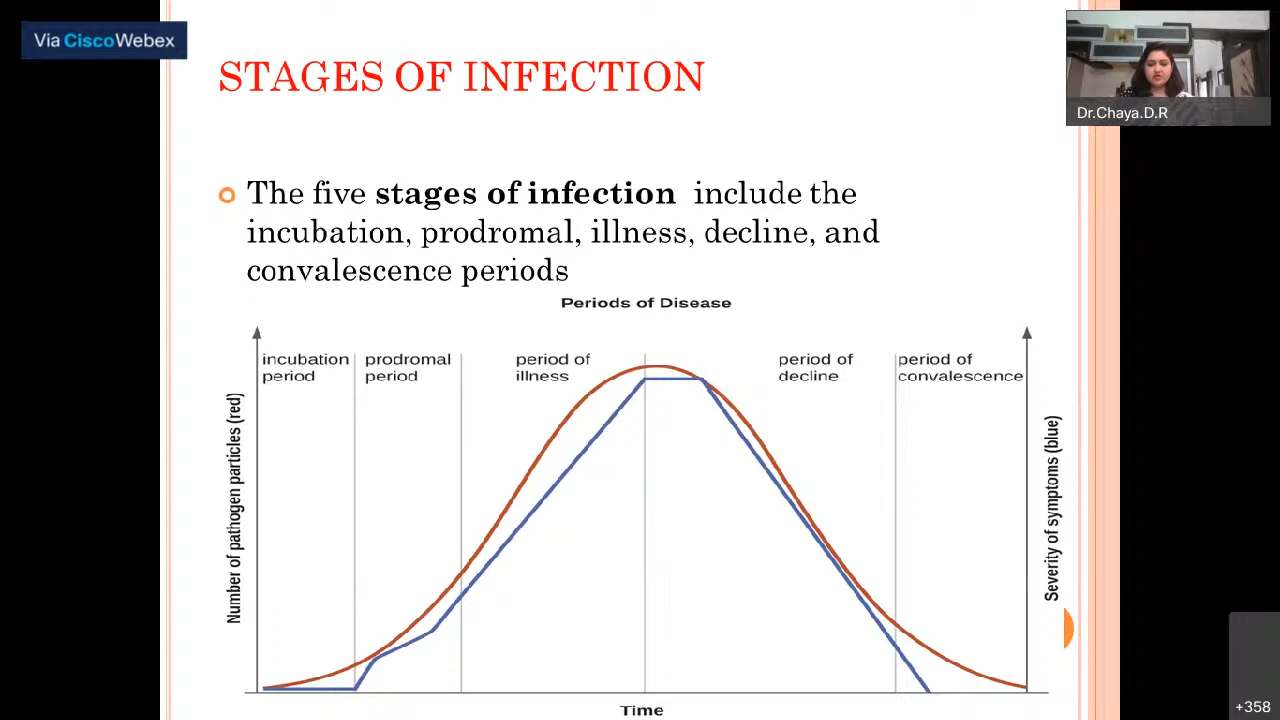 Via CiscoWebex
STAGES OF INFECTION
Dr.Chaya.D.R
The five stages of infection include the
incubation, prodromal, illness, decline, and
convalescence periods
Periods of Disease
incubation
period
prodromal
period
period of
illness
period of
decline
period of
convalescence
Number of pathogen particles (red)
Severity of symptoms (blue)
Time
+358